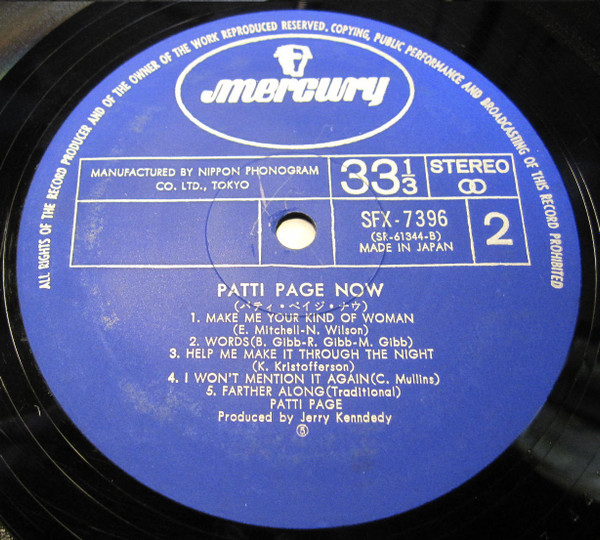 ALL RIGHTS OF THE RECORD PRODUCER AND OF THE OWNER OF THE WORK REPRODUCED RESERVED. COPYING, PUBLIC PERFORMANCE AND BROADCASTING OF THIS RECORD PROHIBITED
mercury
MANUFACTURED BY NIPPON PHONOGRAM
CO. LTD., TOKYO
33 1/3
STEREO
SFX-7396
(SR-61344-B)
MADE IN JAPAN
2
PATTI PAGE NOW
(パティ・ペイジ・ナウ)
1. MAKE ME YOUR KIND OF WOMAN
(E. Mitchell-N. Wilson)
2. WORDS(B. Gibb-R. Gibb-M. Gibb)
3. HELP ME MAKE IT THROUGH THE NIGHT
(K. Kristofferson)
4. I WON'T MENTION IT AGAIN(C. Mullins)
5. FARTHER ALONG(Traditional)
PATTI PAGE
Produced by Jerry Kenndedy